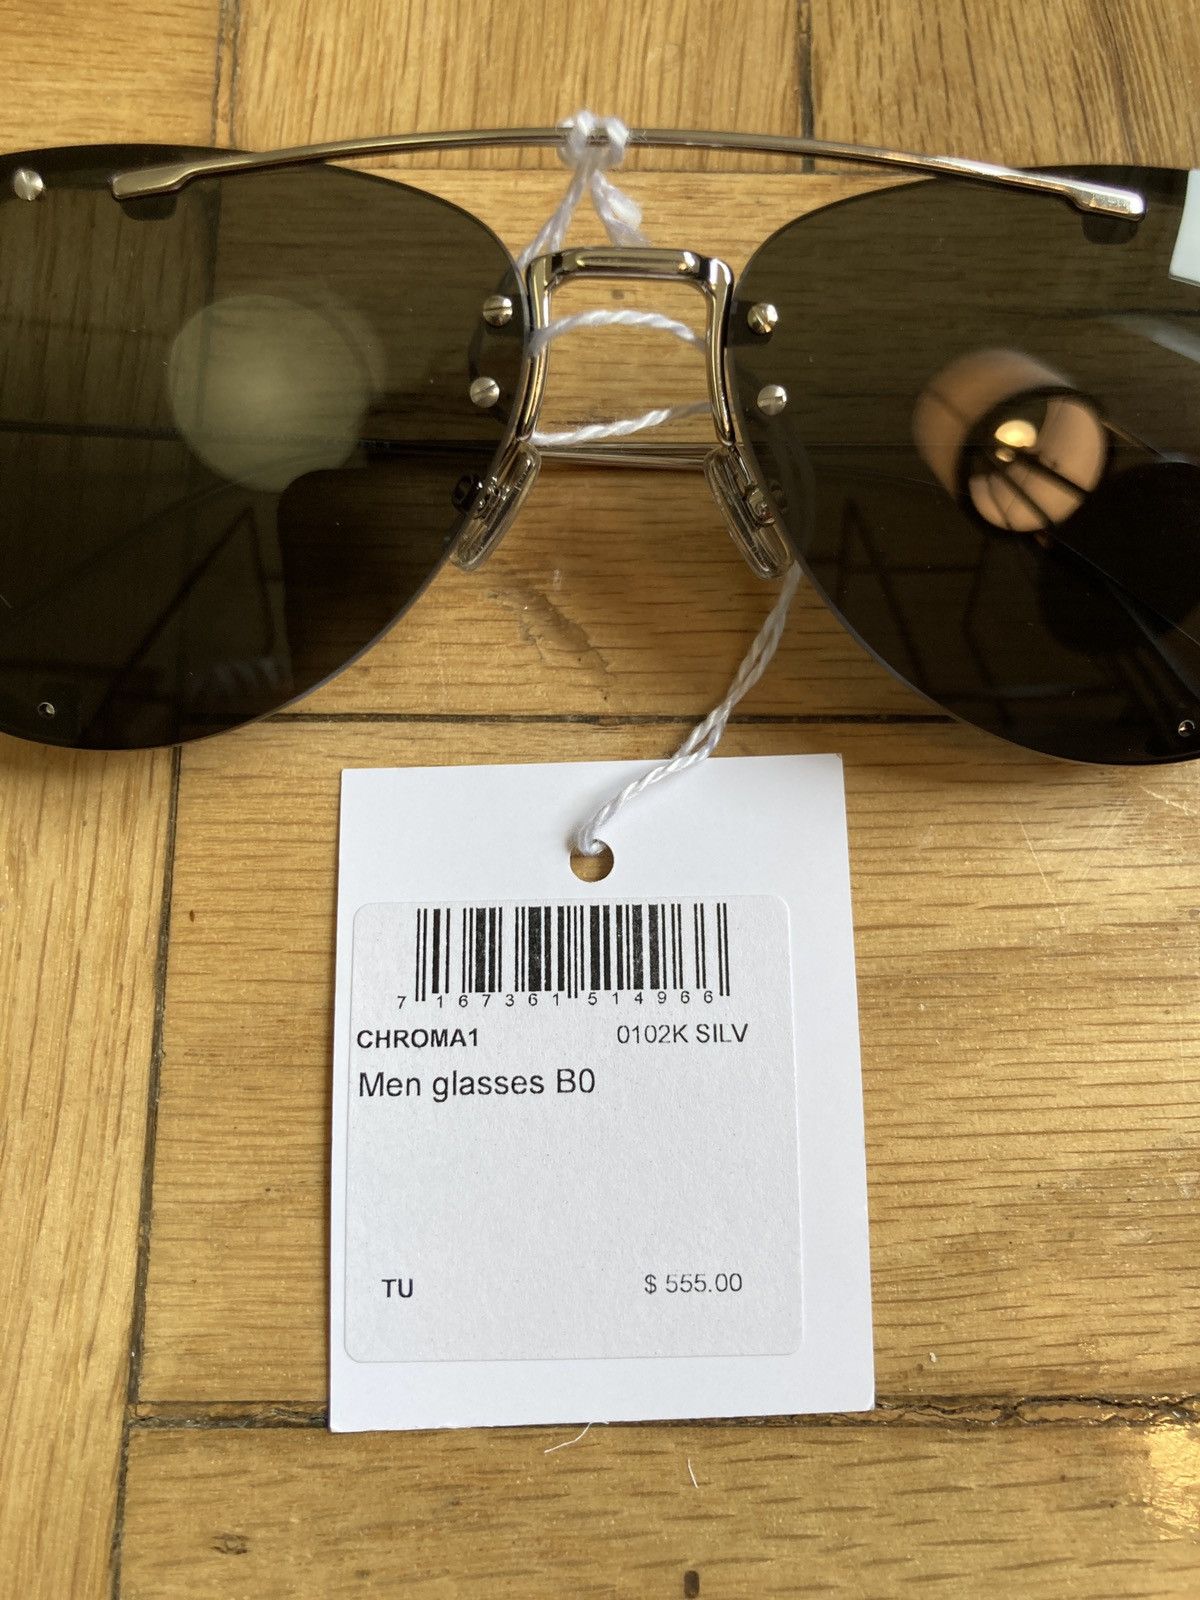 7 167361 514966
CHROMA1 0102K SILV
Men glasses B0
TU $ 555.00